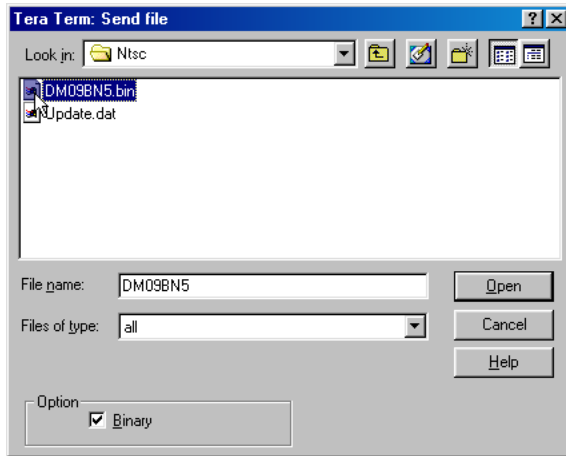 Tera Term: Send file
Look in: Ntsc
DM09BN5.bin
Update.dat
File name: DM09BN5 Open
Files of type: all Cancel
Help
Option
Binary